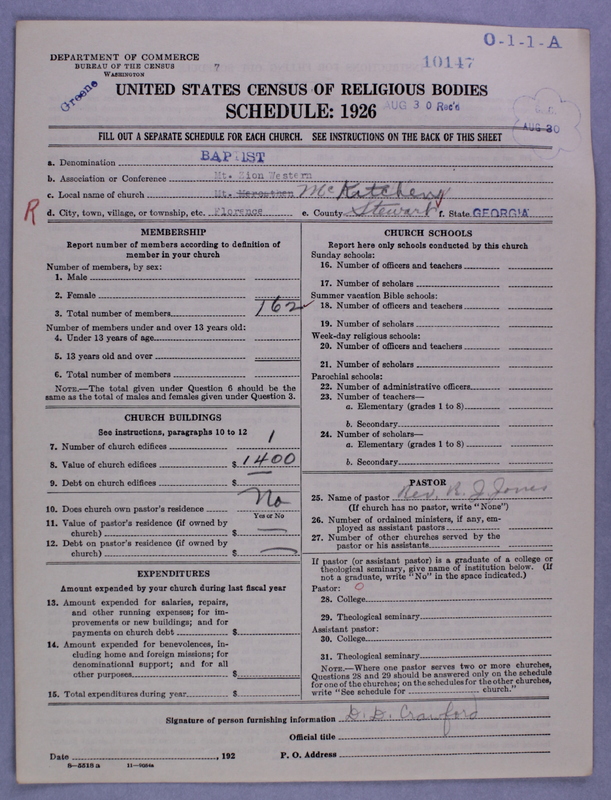 O-1-1-A
DEPARTMENT OF COMMERCE
BUREAU OF THE CENSUS 7
WASHINGTON
10147
Greene
UNITED STATES CENSUS OF RELIGIOUS BODIES
SCHEDULE: 1926
AUG 30 Rec'd
AUG 30
FILL OUT A SEPARATE SCHEDULE FOR EACH CHURCH. SEE INSTRUCTIONS ON THE BACK OF THIS SHEET
a. Denomination BAPTIST
b. Association or Conference Mt. Zion Western
c. Local name of church Mt. McKitchens
R d. City, town, village, or township, etc. Florence e. County Stewart f. State GEORGIA
MEMBERSHIP
Report number of members according to definition of member in your church
Number of members, by sex:
1. Male
2. Female
3. Total number of members 162
Number of members under and over 13 years old:
4. Under 13 years of age
5. 13 years old and over
6. Total number of members
NOTE.—The total given under Question 6 should be the same as the total of males and females given under Question 3.
CHURCH BUILDINGS
See instructions, paragraphs 10 to 12
7. Number of church edifices 1
8. Value of church edifices $ 1400
9. Debt on church edifices $ —
10. Does church own pastor's residence No
Yes or No
11. Value of pastor's residence (if owned by church) $ —
12. Debt on pastor's residence (if owned by church) $ —
EXPENDITURES
Amount expended by your church during last fiscal year
13. Amount expended for salaries, repairs, and other running expenses; for improvements or new buildings; and for payments on church debt $
14. Amount expended for benevolences, including home and foreign missions; for denominational support; and for all other purposes $
15. Total expenditures during year $
CHURCH SCHOOLS
Report here only schools conducted by this church
Sunday schools:
16. Number of officers and teachers
17. Number of scholars
Summer vacation Bible schools:
18. Number of officers and teachers
19. Number of scholars
Week-day religious schools:
20. Number of officers and teachers
21. Number of scholars
Parochial schools:
22. Number of administrative officers
23. Number of teachers—
a. Elementary (grades 1 to 8)
b. Secondary
24. Number of scholars—
a. Elementary (grades 1 to 8)
b. Secondary
PASTOR
25. Name of pastor Rev. R. J. Jones
(If church has no pastor, write "None")
26. Number of ordained ministers, if any, employed as assistant pastors
27. Number of other churches served by the pastor or his assistants
If pastor (or assistant pastor) is a graduate of a college or theological seminary, give name of institution below. (If not a graduate, write "No" in the space indicated.)
Pastor: O
28. College
29. Theological seminary
Assistant pastor:
30. College
31. Theological seminary
NOTE.—Where one pastor serves two or more churches, Questions 28 and 29 should be answered only on the schedule for one of the churches; on the schedules for the other churches, write "See schedule for church."
Signature of person furnishing information D. D. Crawford
Official title
Date , 192 P. O. Address
8—5518 a 11—9084a